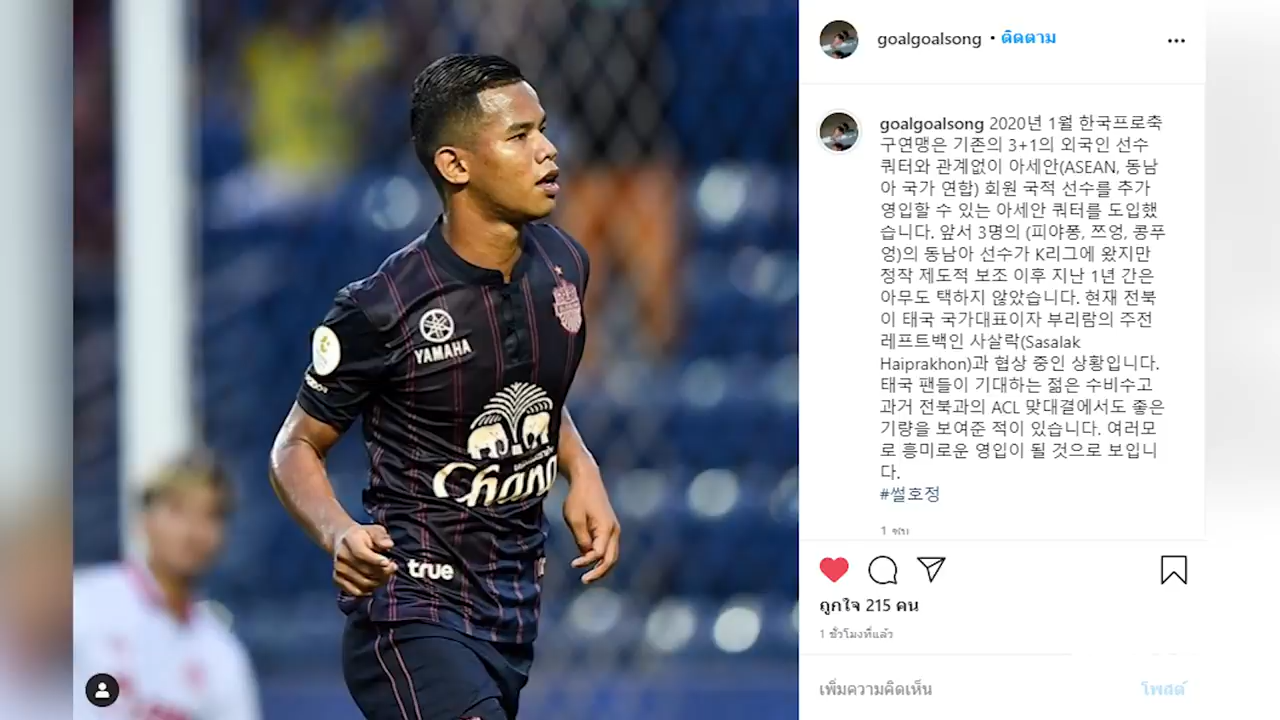 goalgoalsong • ติดตาม
goalgoalsong 2020년 1월 한국프로축
구연맹은 기존의 3+1의 외국인 선수
쿼터와 관계없이 아세안(ASEAN, 동남
아 국가 연합) 회원 국적 선수를 추가
영입할 수 있는 아세안 쿼터를 도입했
습니다. 앞서 3명의 (피야퐁, 쯔엉, 콩푸
엉)의 동남아 선수가 K리그에 왔지만
정작 제도적 보조 이후 지난 1년 간은
아무도 택하지 않았습니다. 현재 전북
이 태국 국가대표이자 부리람의 주전
레프트백인 사살락(Sasalak
Haiprakhon)과 협상 중인 상황입니다.
태국 팬들이 기대하는 젊은 수비수고
과거 전북과의 ACL 맞대결에서도 좋은
기량을 보여준 적이 있습니다. 여러모
로 흥미로운 영입이 될 것으로 보입니
다.
#썰호정
1 ชม.
ถูกใจ 215 คน
1 ชั่วโมงที่แล้ว
เพิ่มความคิดเห็น
โพสต์
YAMAHA
Chang
true